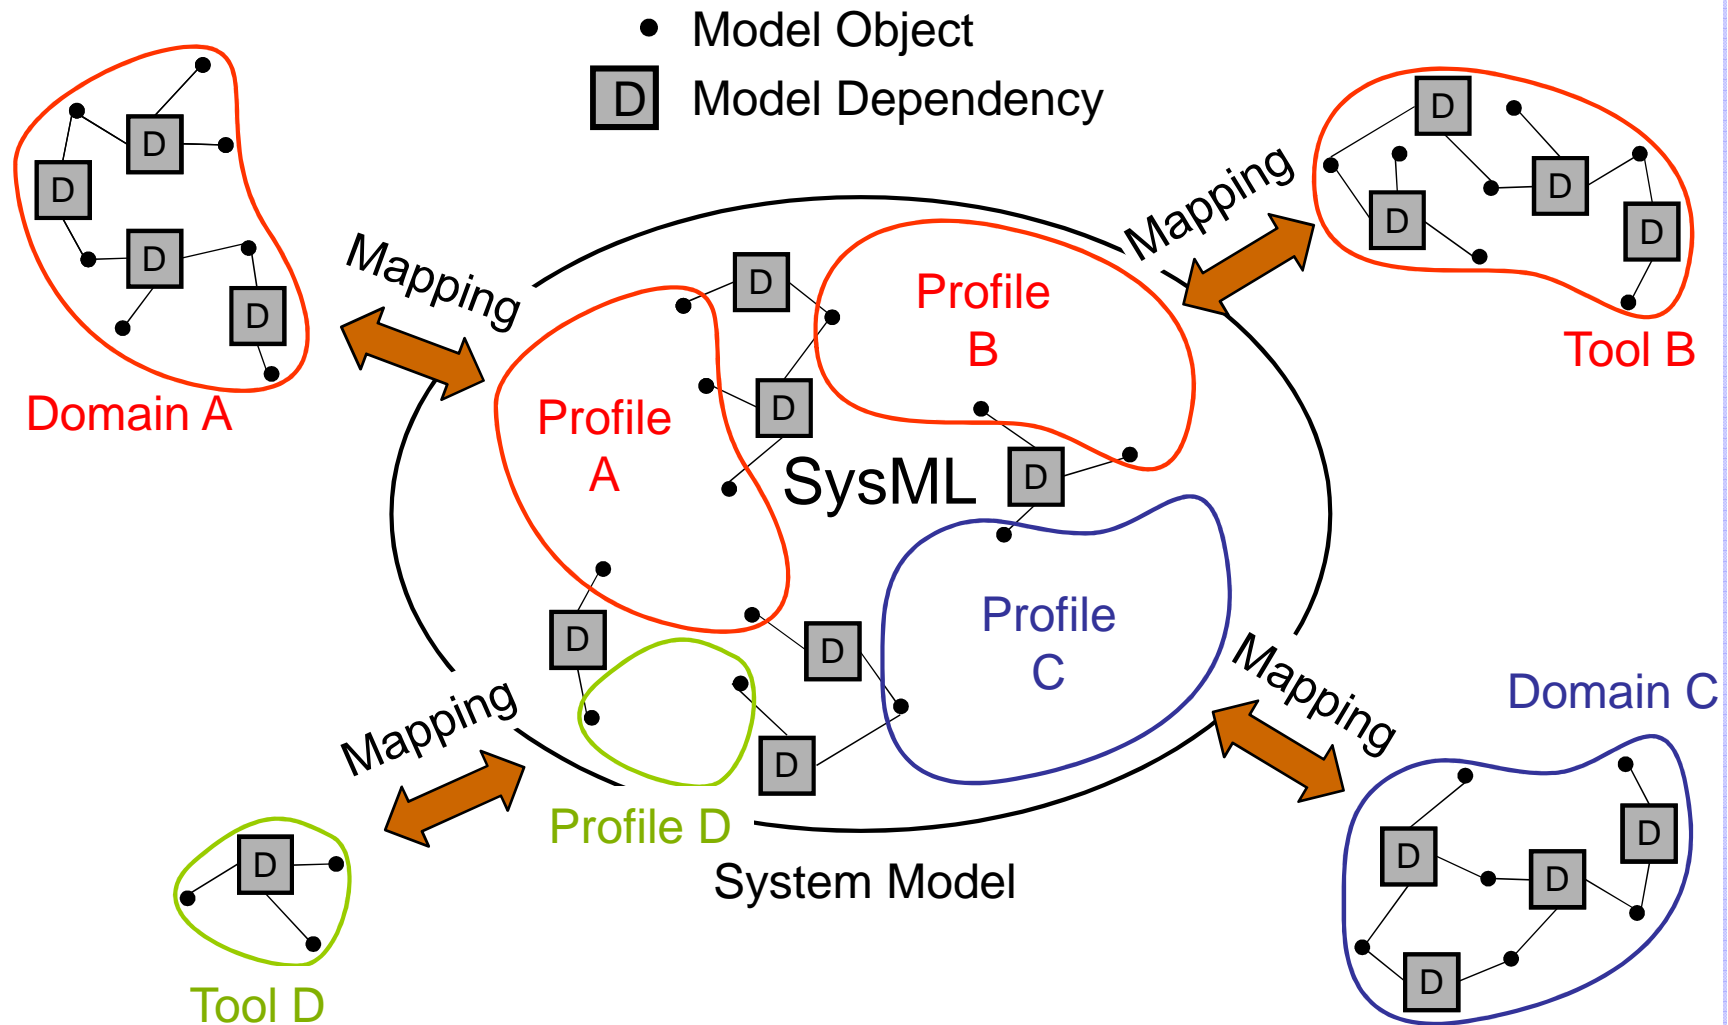 Model Object
D Model Dependency
D
D
D
D
Domain A
Mapping
D
D
D
D
Tool B
Mapping
D
Profile
B
Profile
A
D
SysML
D
D
D
Profile
C
D
Profile D
Mapping
D
Tool D
System Model
Mapping
Domain C
D
D
D
D